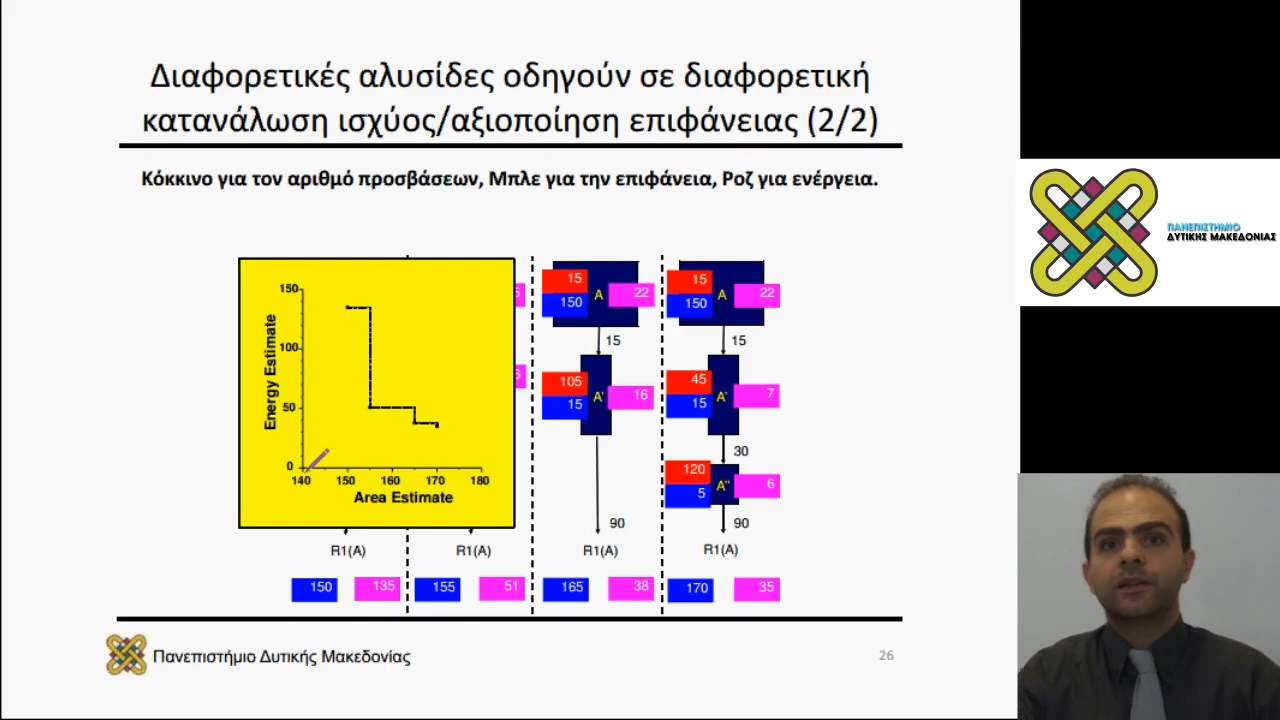 Διαφορετικές αλυσίδες οδηγούν σε διαφορετική
κατανάλωση ισχύος/αξιοποίηση επιφάνειας (2/2)
Κόκκινο για τον αριθμό προσβάσεων, Μπλε για την επιφάνεια, Ροζ για ενέργεια.
ΠΑΝΕΠΙΣΤΗΜΙΟ
ΔΥΤΙΚΗΣ ΜΑΚΕΔΟΝΙΑΣ
Energy Estimate
150
100
50
0
140 150 160 170 180
Area Estimate
15
150
A
22
15
105
15
A'
16
90
15
150
A
22
15
45
15
A'
7
30
120
5
A''
6
90
R1(A) R1(A) R1(A) R1(A)
150 135 155 51 165 38 170 35
Πανεπιστήμιο Δυτικής Μακεδονίας
26